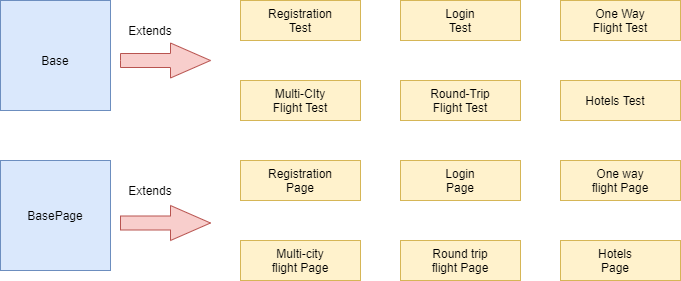 Base
Extends
Registration
Test
Login
Test
One Way
Flight Test
Multi-CIty
Flight Test
Round-Trip
Flight Test
Hotels Test
BasePage
Extends
Registration
Page
Login
Page
One way
flight Page
Multi-city
flight Page
Round trip
flight Page
Hotels
Page